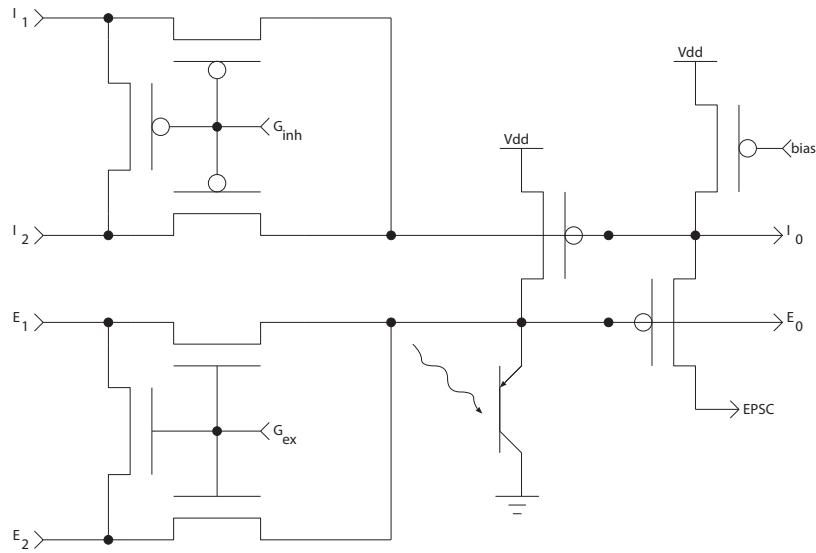 I1
Vdd
Ginh
Vdd
bias
I2
I0
E1
E0
EPSC
Gex
E2